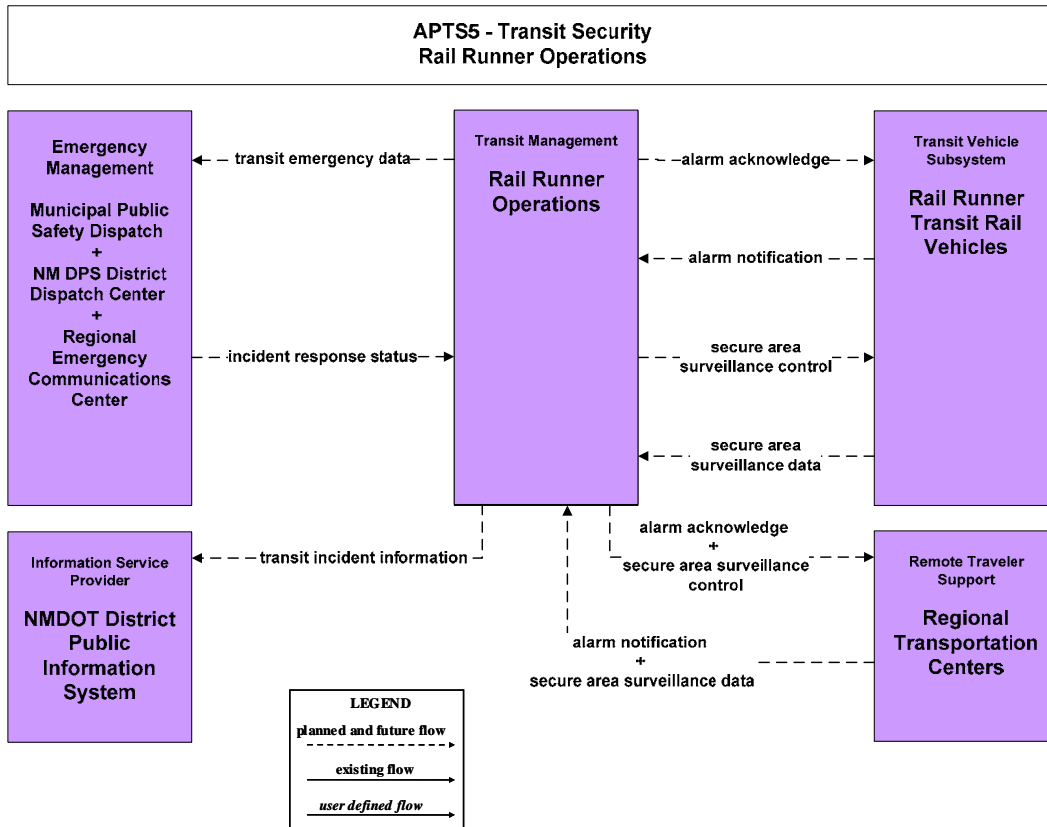 APTS5 - Transit Security
Rail Runner Operations
Emergency
Management
Municipal Public
Safety Dispatch
+
NM DPS District
Dispatch Center
+
Regional
Emergency
Communications
Center
transit emergency data
incident response status
Transit Management
Rail Runner
Operations
alarm acknowledge
alarm notification
secure area
surveillance control
secure area
surveillance data
Transit Vehicle
Subsystem
Rail Runner
Transit Rail
Vehicles
Information Service
Provider
NMDOT District
Public
Information
System
transit incident information
alarm acknowledge
+
secure area surveillance
control
alarm notification
+
secure area surveillance data
Remote Traveler
Support
Regional
Transportation
Centers
LEGEND
planned and future flow
existing flow
user defined flow